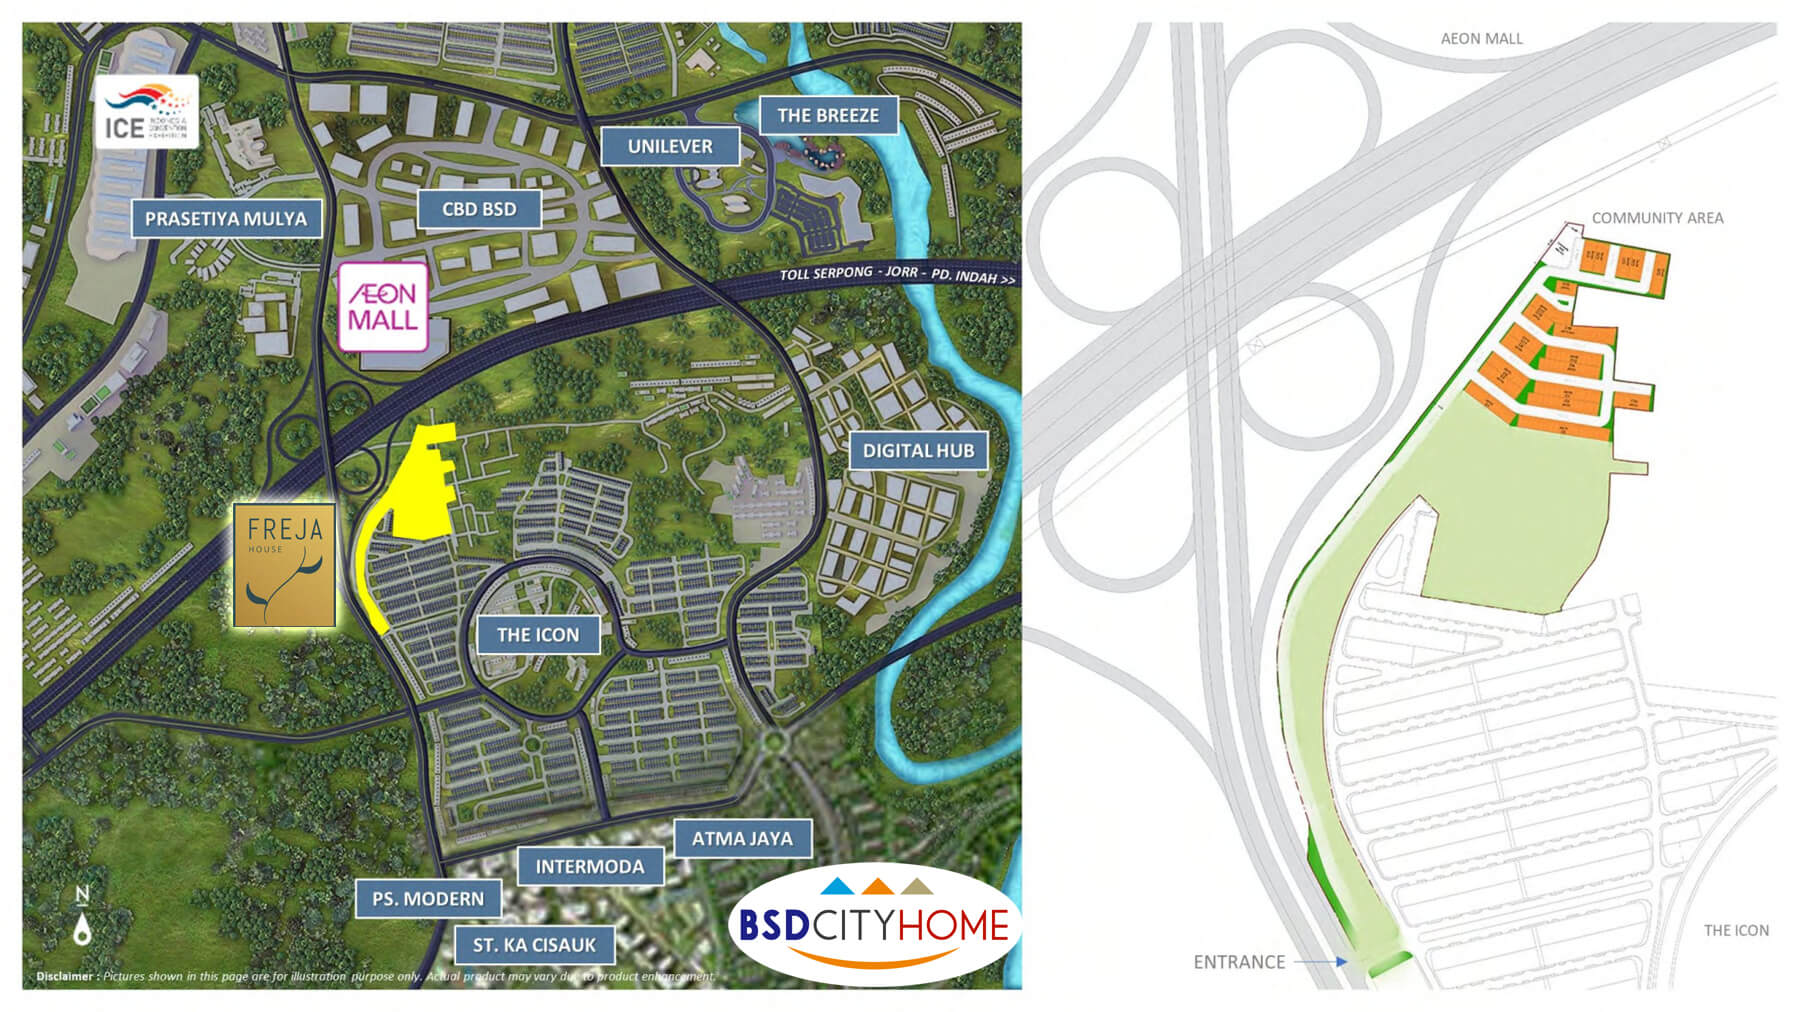 ICE
THE BREEZE
UNILEVER
CBD BSD
PRASETIYA MULYA
TOLL SERPONG - JORR - PD. INDAH >>
ÆON
MALL
DIGITAL HUB
FREJA
HOUSE
THE ICON
ATMA JAYA
INTERMODA
PS. MODERN
N
ST. KA CISAUK
BSDCITYHOME
Disclaimer : Pictures shown in this page are for illustration purpose only. Actual product may vary due to product enhancement.
AEON MALL
COMMUNITY AREA
THE ICON
ENTRANCE